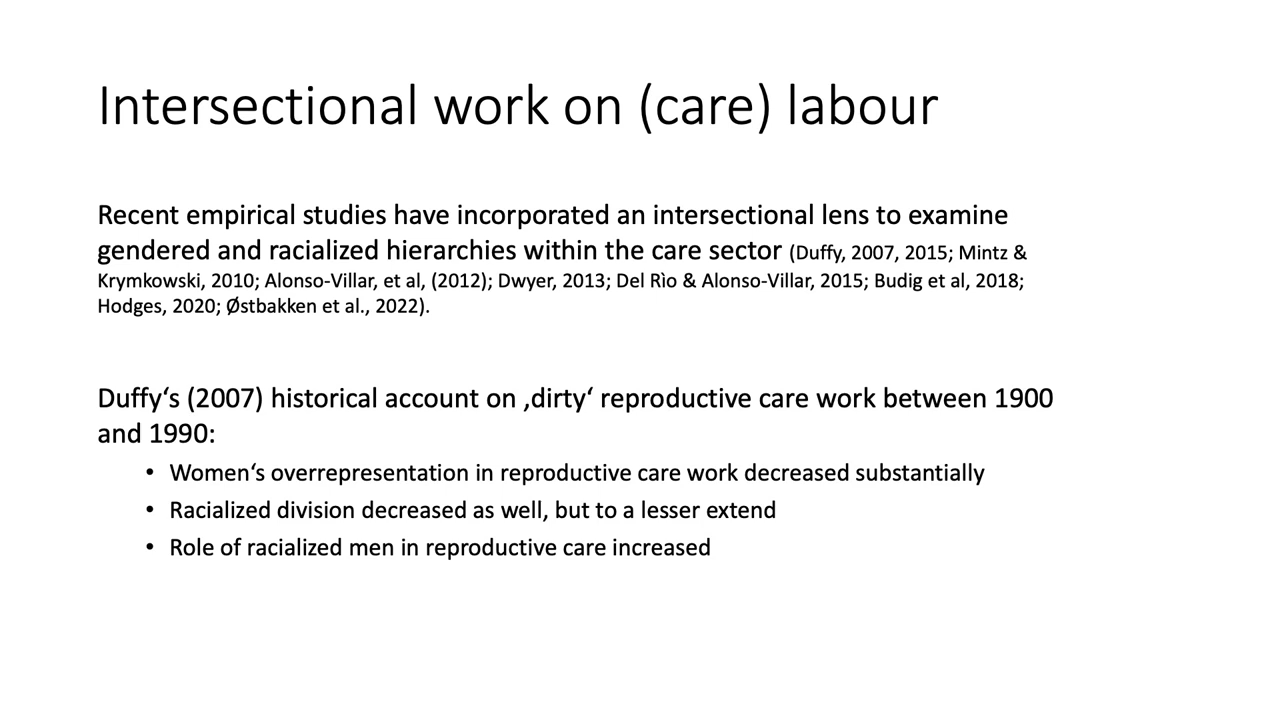 Intersectional work on (care) labour
Recent empirical studies have incorporated an intersectional lens to examine
gendered and racialized hierarchies within the care sector (Duffy, 2007, 2015; Mintz &
Krymkowski, 2010; Alonso-Villar, et al, (2012); Dwyer, 2013; Del Rìo & Alonso-Villar, 2015; Budig et al, 2018;
Hodges, 2020; Østbakken et al., 2022).
Duffy‘s (2007) historical account on ‚dirty‘ reproductive care work between 1900
and 1990:
• Women‘s overrepresentation in reproductive care work decreased substantially
• Racialized division decreased as well, but to a lesser extend
• Role of racialized men in reproductive care increased